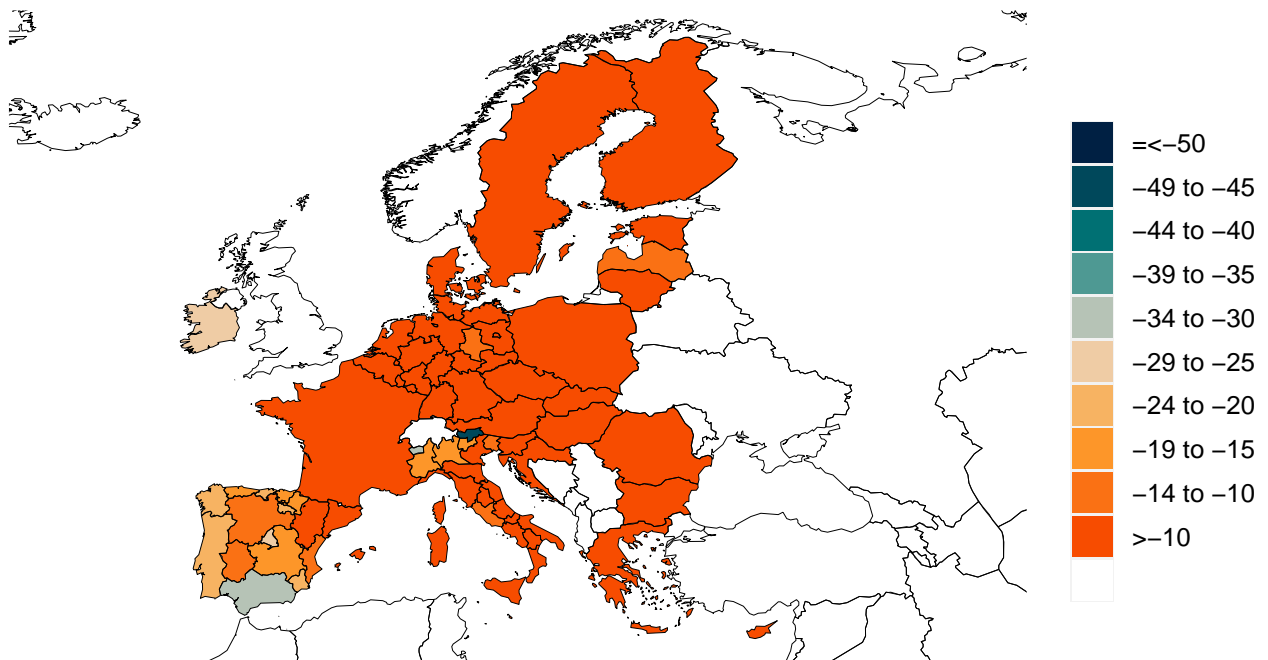 =<−50
−49 to −45
−44 to −40
−39 to −35
−34 to −30
−29 to −25
−24 to −20
−19 to −15
−14 to −10
>−10